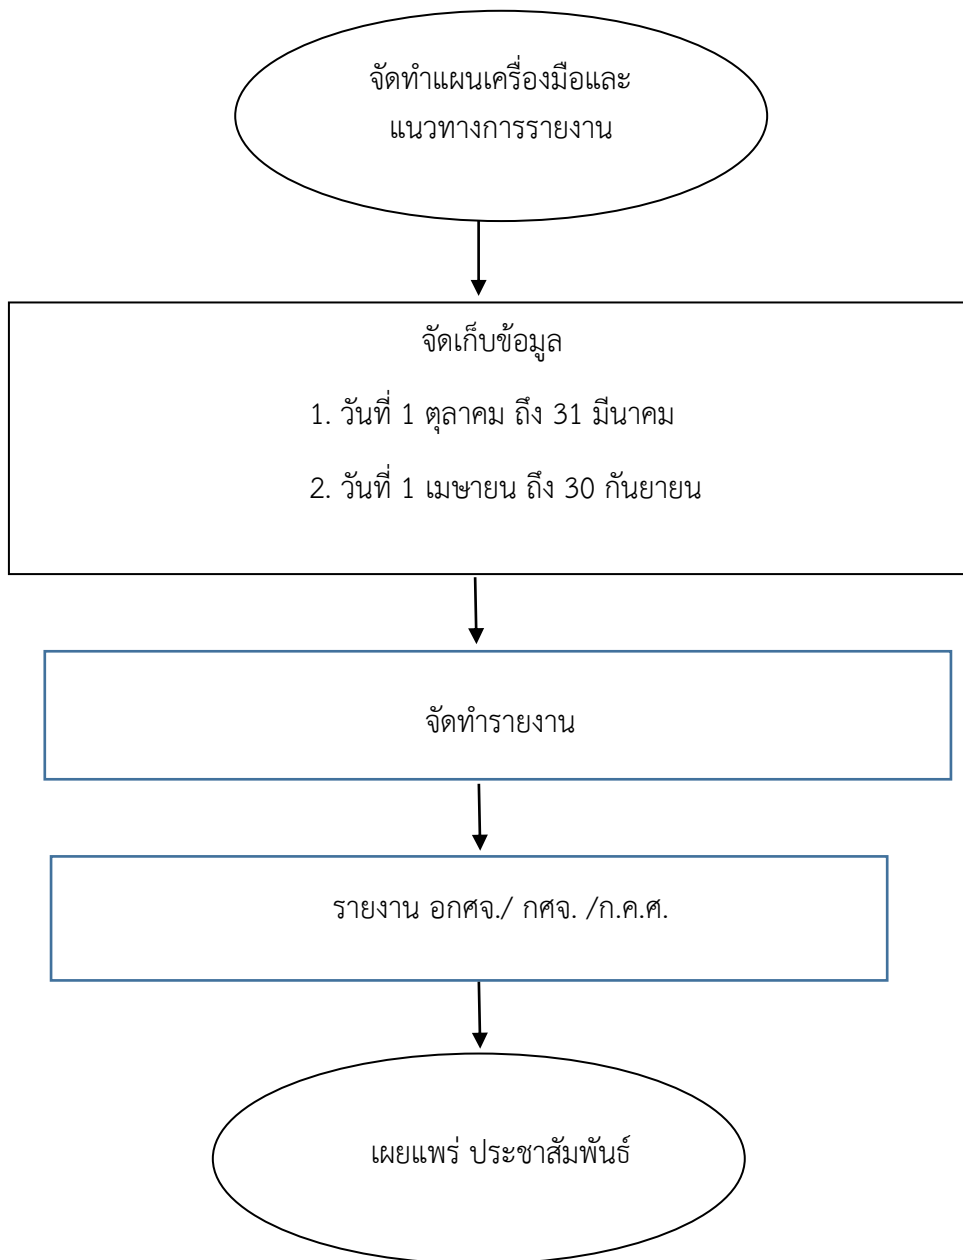 จัดทำแผนเครื่องมือและ
แนวทางการรายงาน
จัดเก็บข้อมูล
1. วันที่ 1 ตุลาคม ถึง 31 มีนาคม
2. วันที่ 1 เมษายน ถึง 30 กันยายน
จัดทำรายงาน
รายงาน อกศจ./ กศจ. /ก.ค.ศ.
เผยแพร่ ประชาสัมพันธ์